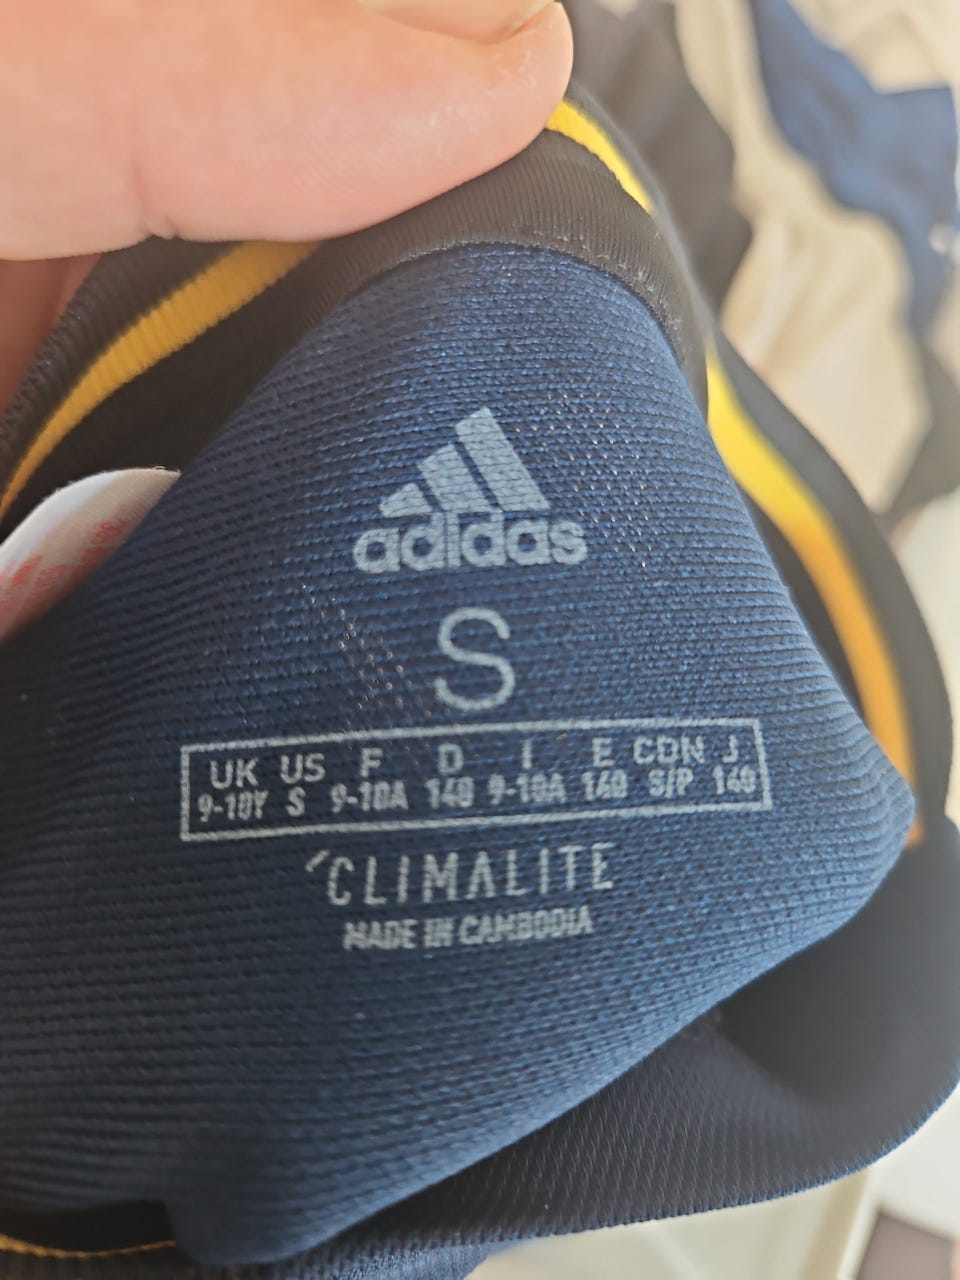 adidas
S
UK US F D I E CDN J
9-10Y S 9-10A 140 9-10A 140 S/P 140
CLIMALITE
MADE IN CAMBODIA